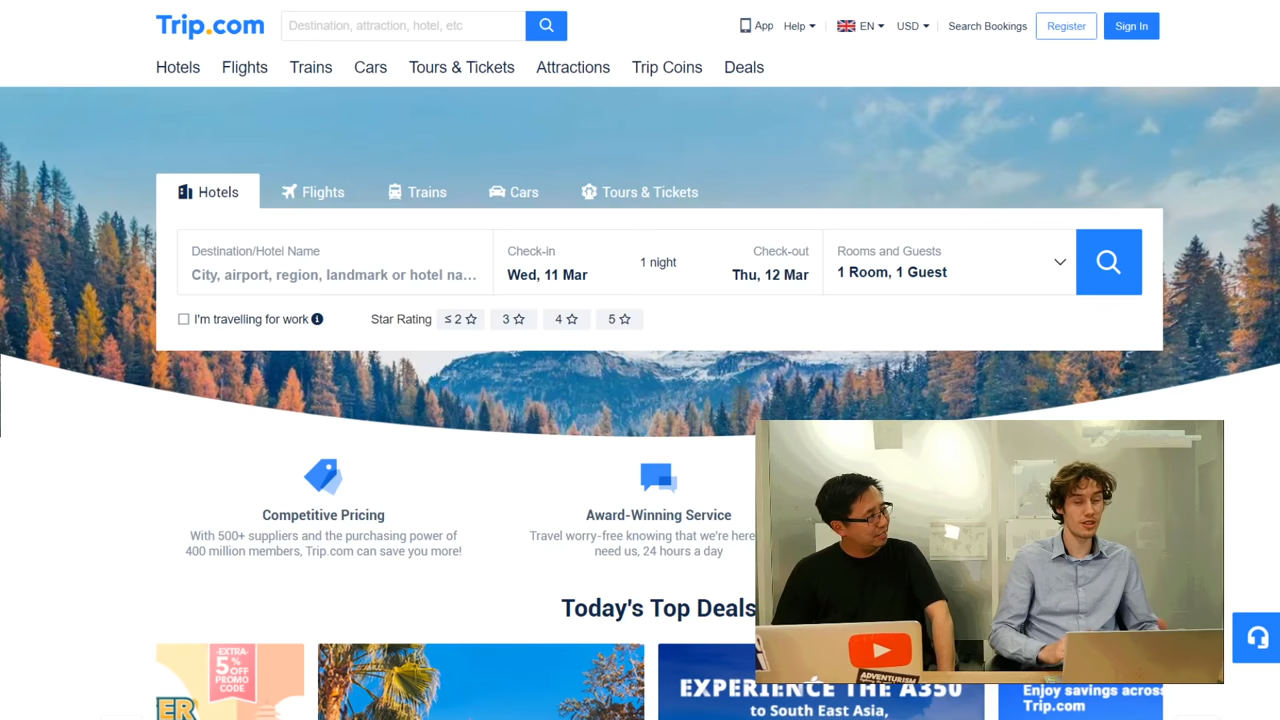 Trip.com
Destination, attraction, hotel, etc
App
Help
EN
USD
Search Bookings
Register
Sign In
Hotels
Flights
Trains
Cars
Tours & Tickets
Attractions
Trip Coins
Deals
Hotels
Flights
Trains
Cars
Tours & Tickets
Destination/Hotel Name
City, airport, region, landmark or hotel na...
Check-in
Wed, 11 Mar
1 night
Check-out
Thu, 12 Mar
Rooms and Guests
1 Room, 1 Guest
I'm travelling for work
Star Rating
≤ 2
3
4
5
Competitive Pricing
With 500+ suppliers and the purchasing power of
400 million members, Trip.com can save you more!
Award-Winning Service
Travel worry-free knowing that we're here
need us, 24 hours a day
Today's Top Deals
-EXTRA-
5%
OFF
PROMO
CODE
ER
EXPERIENCE THE A350
to South East Asia,
Enjoy savings across
Trip.com
ADVENTURISM